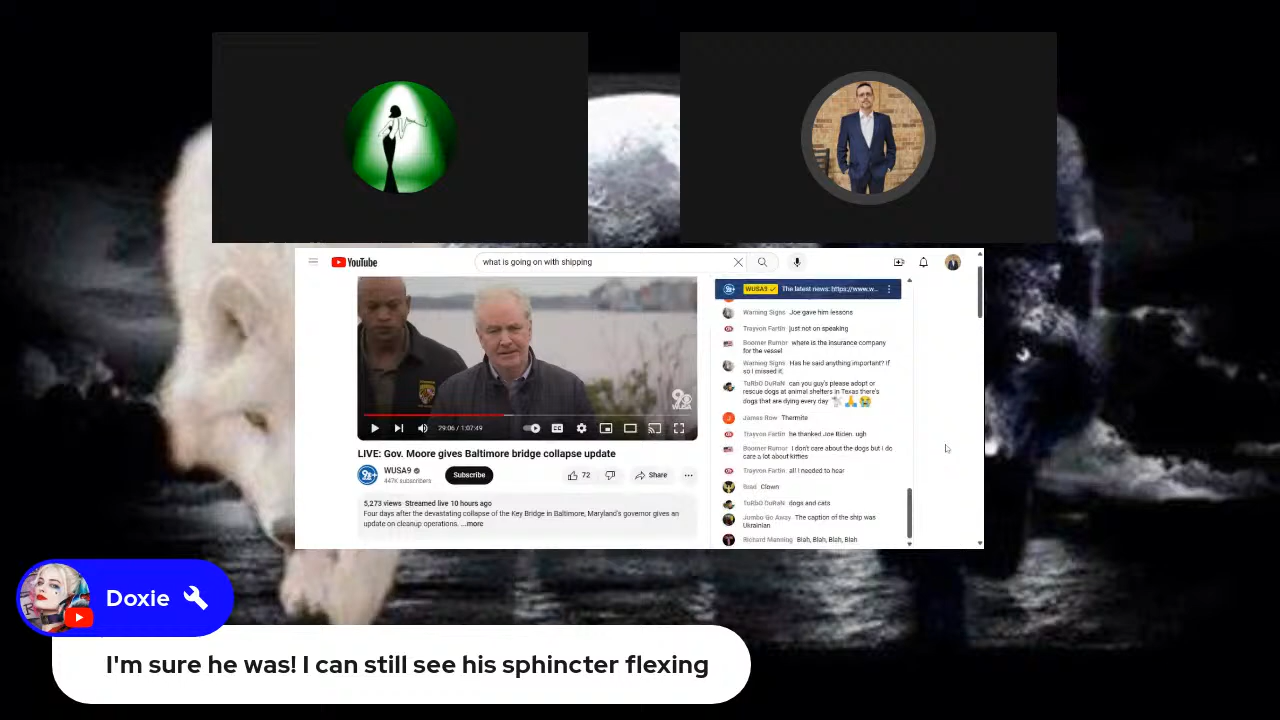 YouTube
what is going on with shipping
WUSA9 The latest news: https://www.w...
Warning Signs Joe gave him lessons
Trayvon Fartin just not on speaking
Boomer Rumor where is the insurance company
for the vessel
Warning Signs Has he said anything important? If
so I missed it.
TuRbO DuRaN can you guy's please adopt or
rescue dogs at animal shelters in Texas there's
dogs that are dying every day
James Row Thermite
Trayvon Fartin he thanked Joe Biden. ugh
Boomer Rumor I don't care about the dogs but I do
care a lot about kitties
Trayvon Fartin all I needed to hear
Brad Clown
TuRbO DuRaN dogs and cats
Jumbo Go Away The caption of the ship was
Ukrainian
Richard Manning Blah, Blah, Blah, Blah
WUSA
29:06 / 1:07:49
LIVE: Gov. Moore gives Baltimore bridge collapse update
WUSA9
447K subscribers
Subscribe
72
Share
5,273 views Streamed live 10 hours ago
Four days after the devastating collapse of the Key Bridge in Baltimore, Maryland's governor gives an
update on cleanup operations. ...more
Doxie
I'm sure he was! I can still see his sphincter flexing